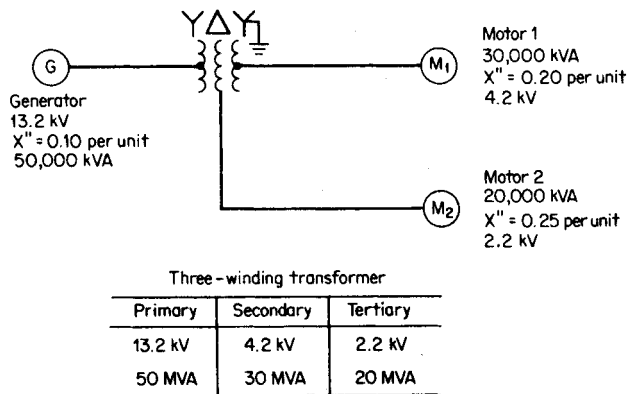 G
Generator
13.2 kV
X" = 0.10 per unit
50,000 kVA
M1
Motor 1
30,000 kVA
X" = 0.20 per unit
4.2 kV
M2
Motor 2
20,000 kVA
X" = 0.25 per unit
2.2 kV
Three-winding transformer
Primary Secondary Tertiary
13.2 kV 4.2 kV 2.2 kV
50 MVA 30 MVA 20 MVA